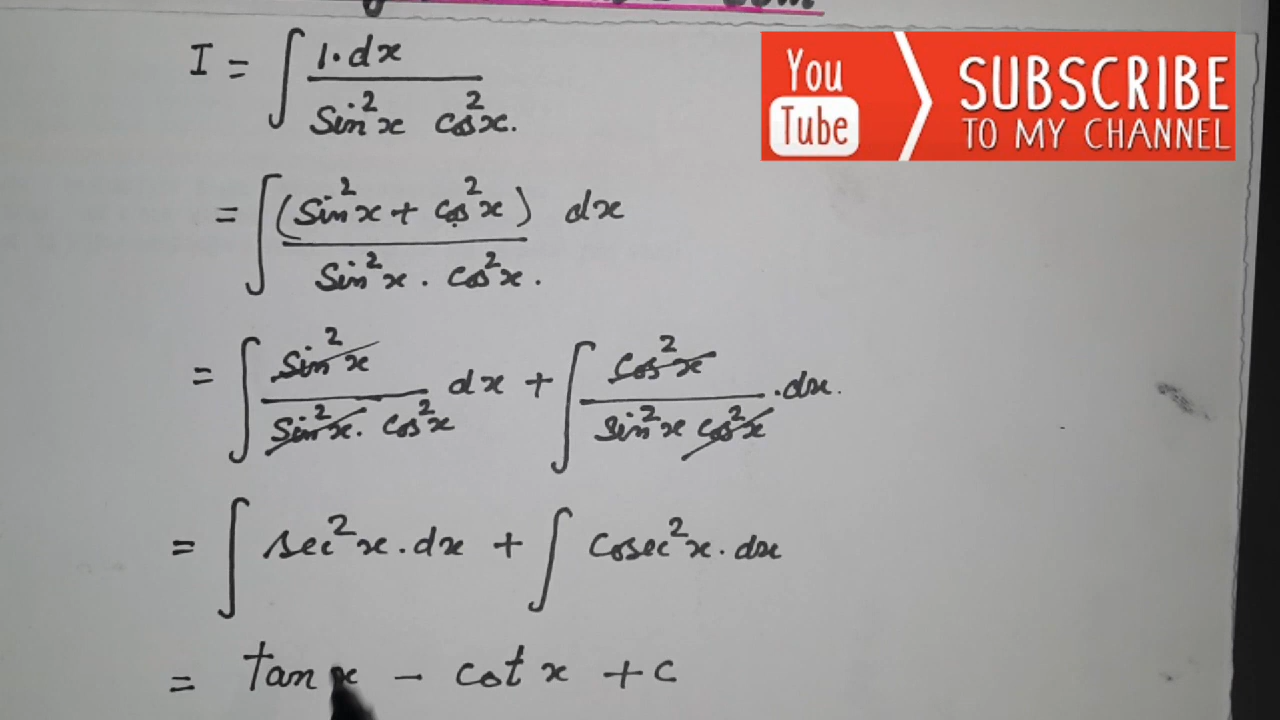 I = ∫ 1·dx / Sin²x cos²x.
You Tube
SUBSCRIBE
TO MY CHANNEL
= ∫ (Sin²x + cos²x) / Sin²x . cos²x. dx
= ∫ Sin²x / Sin²x. cos²x dx + ∫ cos²x / sin²x cos²x .dx.
= ∫ sec²x.dx + ∫ cosec²x.dx
= tan x - cot x + c